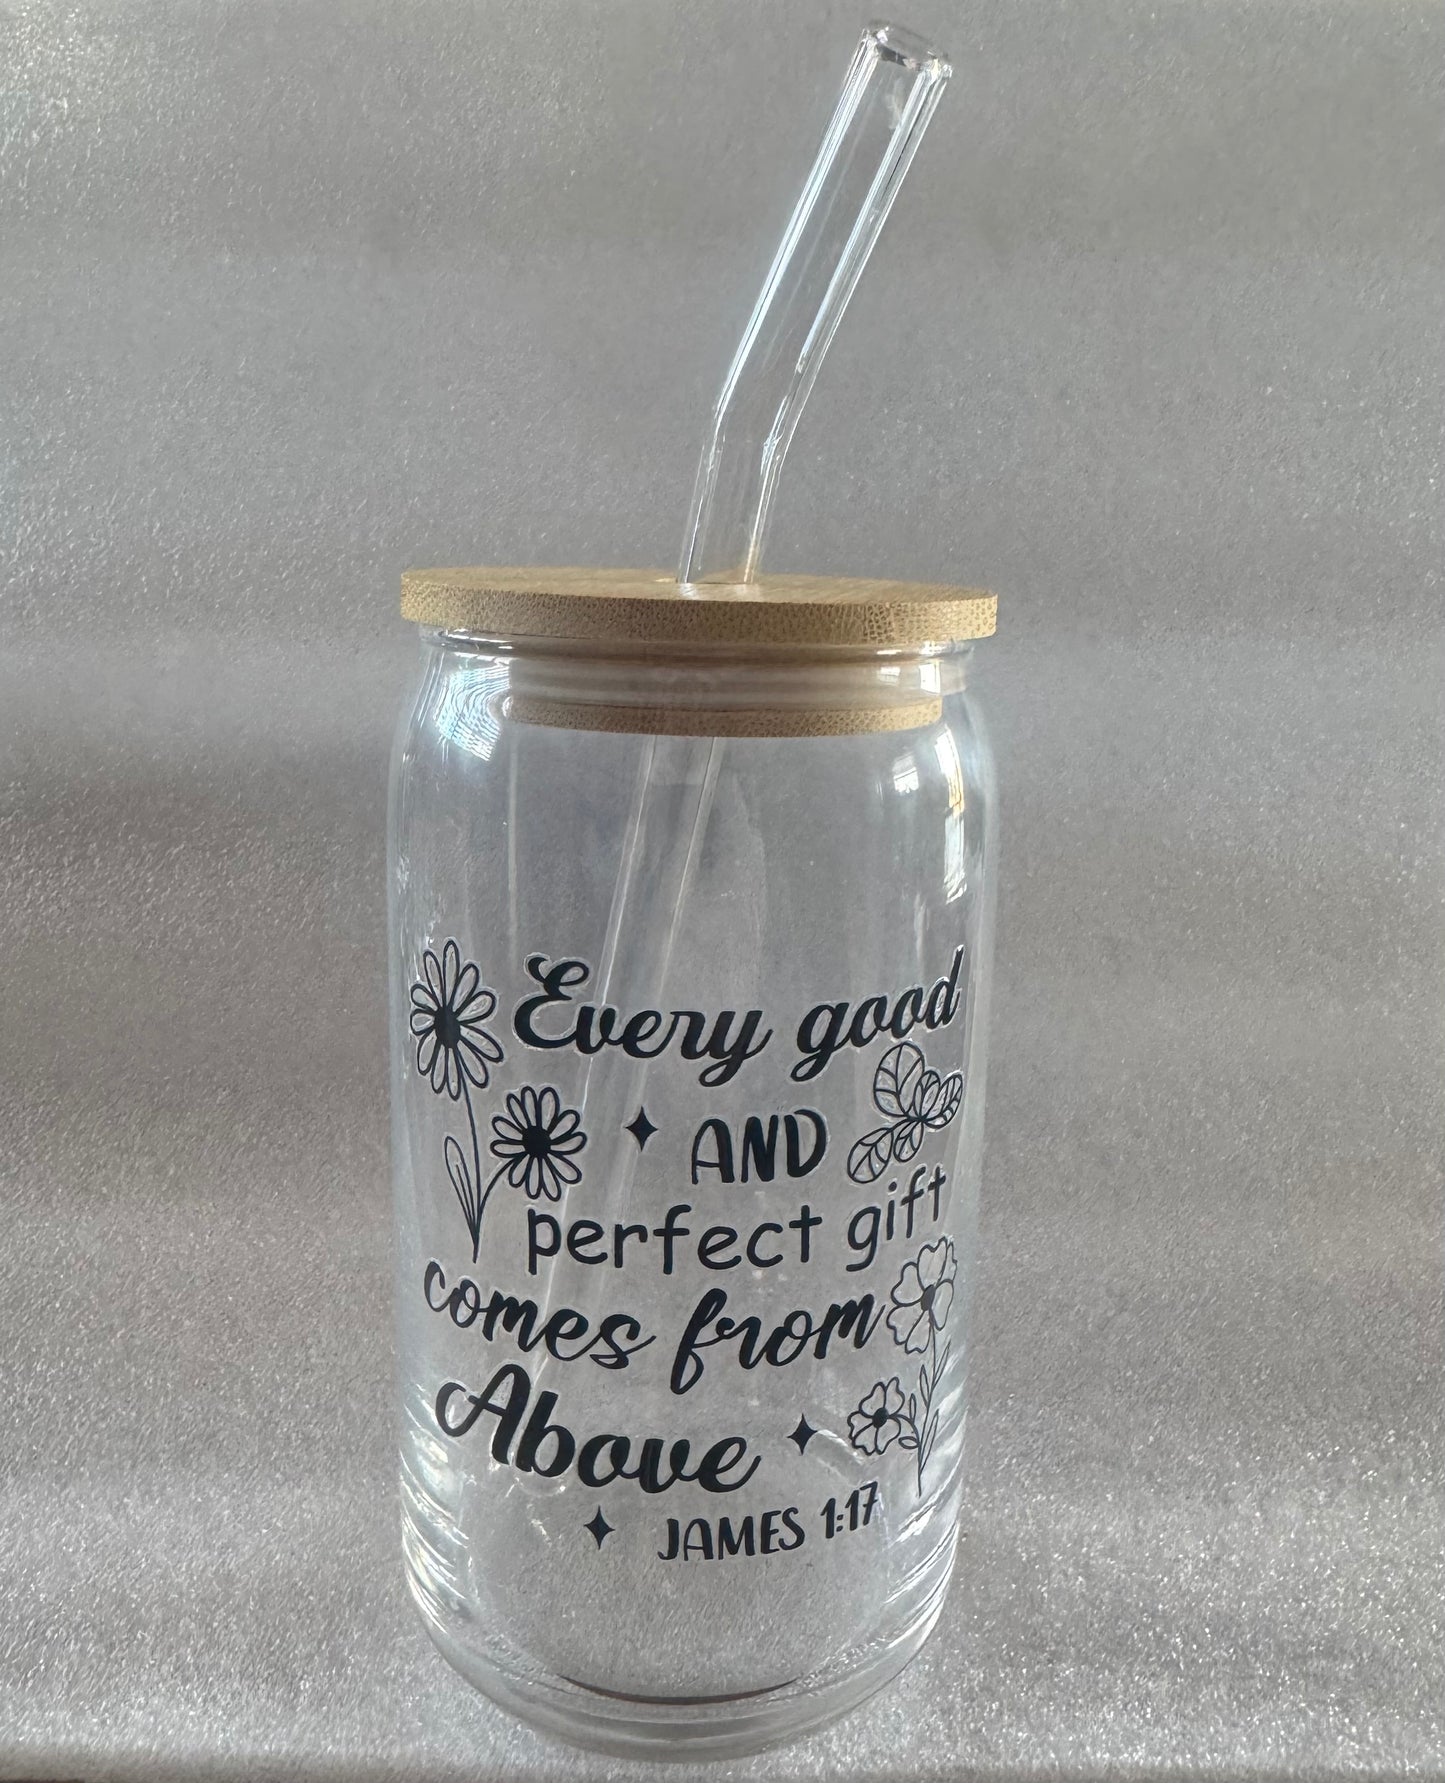 Every good
AND
perfect gift
comes from
Above
JAMES 1:17